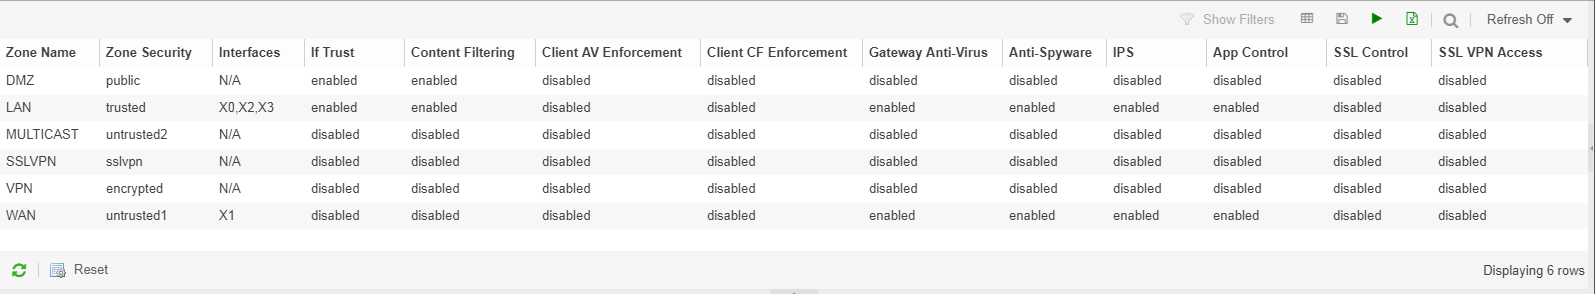 Show Filters Refresh Off
Zone Name Zone Security Interfaces If Trust Content Filtering Client AV Enforcement Client CF Enforcement Gateway Anti-Virus Anti-Spyware IPS App Control SSL Control SSL VPN Access
DMZ public N/A enabled enabled disabled disabled disabled disabled disabled disabled disabled disabled
LAN trusted X0,X2,X3 enabled enabled disabled disabled enabled enabled enabled enabled disabled disabled
MULTICAST untrusted2 N/A disabled disabled disabled disabled disabled disabled disabled disabled disabled disabled
SSLVPN sslvpn N/A disabled disabled disabled disabled disabled disabled disabled disabled disabled disabled
VPN encrypted N/A disabled disabled disabled disabled disabled disabled disabled disabled disabled disabled
WAN untrusted1 X1 disabled disabled disabled disabled enabled enabled enabled enabled disabled disabled
Reset Displaying 6 rows